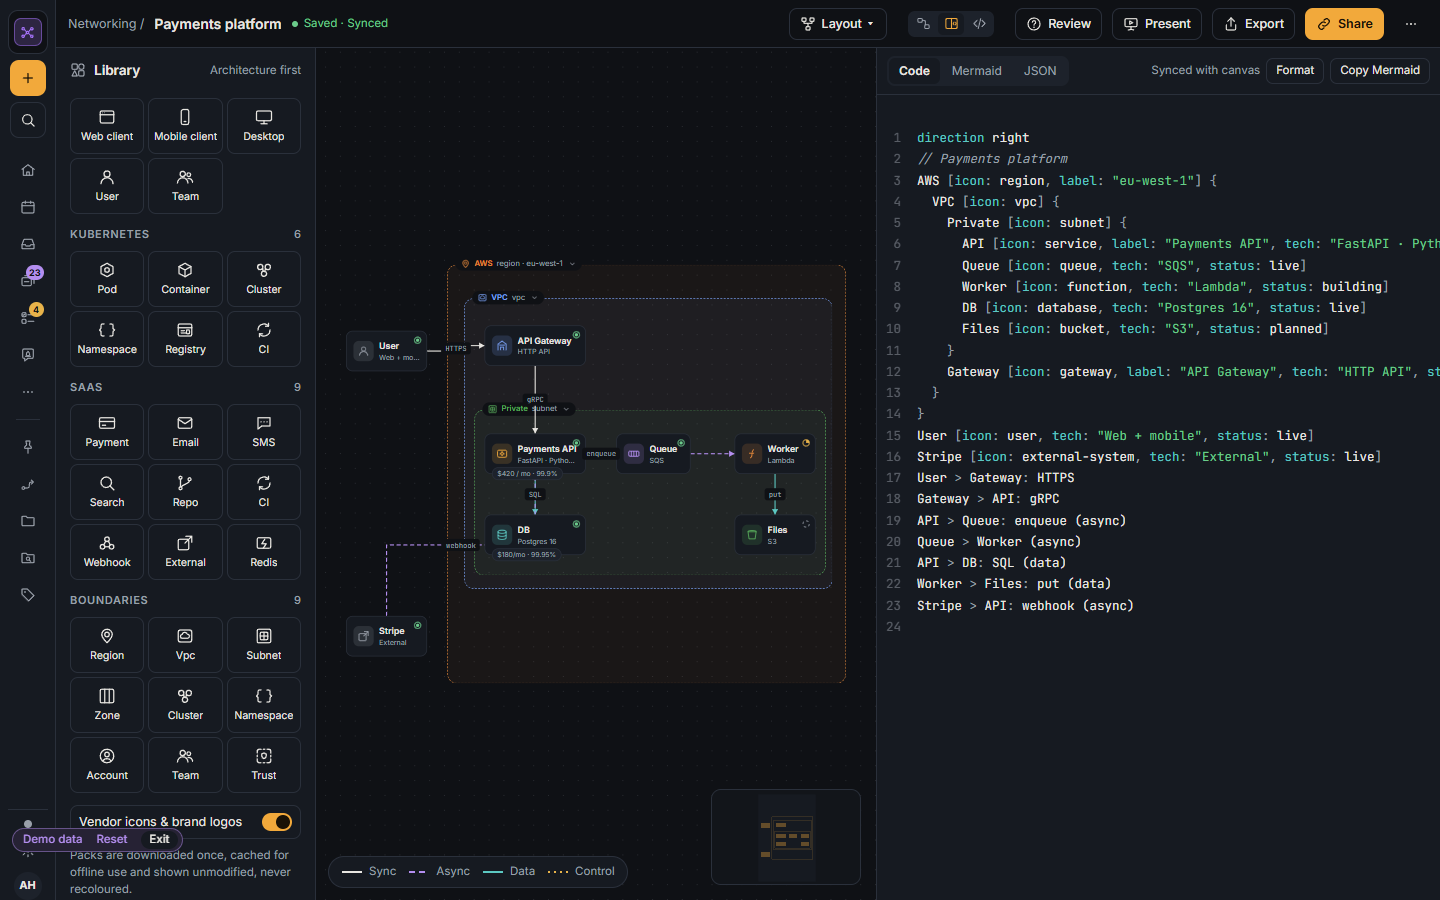 Networking / Payments platform Saved · Synced
Layout
Review
Present
Export
Share
Library
Architecture first
Web client
Mobile client
Desktop
User
Team
KUBERNETES 6
Pod
Container
Cluster
Namespace
Registry
CI
SAAS 9
Payment
Email
SMS
Search
Repo
CI
Webhook
External
Redis
BOUNDARIES 9
Region
Vpc
Subnet
Zone
Cluster
Namespace
Account
Team
Trust
Vendor icons & brand logos
Packs are downloaded once, cached for
offline use and shown unmodified, never
recoloured.
23
4
Demo data Reset Exit
AH
AWS region · eu-west-1
VPC vpc
User
Web + mo...
HTTPS
API Gateway
HTTP API
gRPC
Private subnet
Payments API
FastAPI · Pytho...
$420 / mo · 99.9%
enqueue
Queue
SQS
Worker
Lambda
SQL
put
DB
Postgres 16
$180/mo · 99.95%
Files
S3
webhook
Stripe
External
Sync
Async
Data
Control
Code
Mermaid
JSON
Synced with canvas
Format
Copy Mermaid
1 direction right
2 // Payments platform
3 AWS [icon: region, label: "eu-west-1"] {
4 VPC [icon: vpc] {
5 Private [icon: subnet] {
6 API [icon: service, label: "Payments API", tech: "FastAPI · Pyth
7 Queue [icon: queue, tech: "SQS", status: live]
8 Worker [icon: function, tech: "Lambda", status: building]
9 DB [icon: database, tech: "Postgres 16", status: live]
10 Files [icon: bucket, tech: "S3", status: planned]
11 }
12 Gateway [icon: gateway, label: "API Gateway", tech: "HTTP API", st
13 }
14 }
15 User [icon: user, tech: "Web + mobile", status: live]
16 Stripe [icon: external-system, tech: "External", status: live]
17 User > Gateway: HTTPS
18 Gateway > API: gRPC
19 API > Queue: enqueue (async)
20 Queue > Worker (async)
21 API > DB: SQL (data)
22 Worker > Files: put (data)
23 Stripe > API: webhook (async)
24